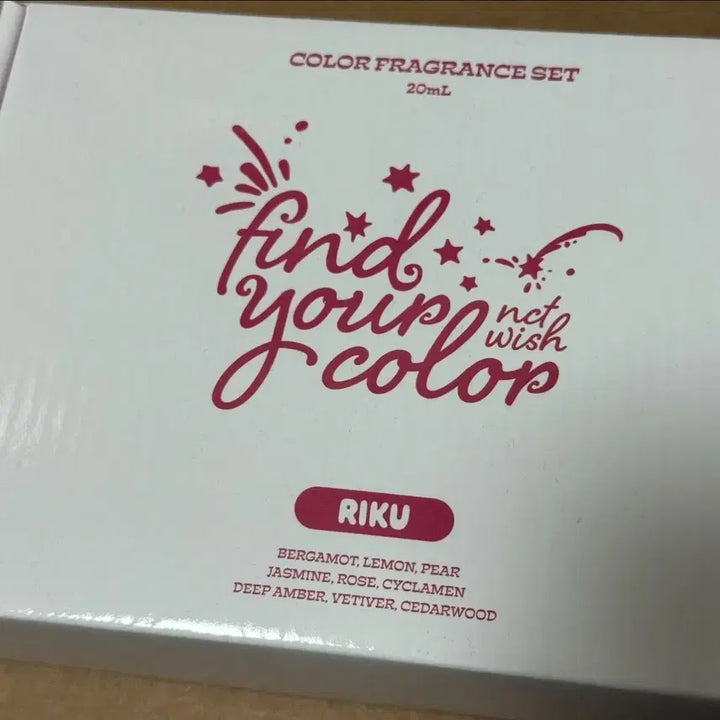 COLOR FRAGRANCE SET
20mL
find
your
nct
wish
color
RIKU
BERGAMOT, LEMON, PEAR
JASMINE, ROSE, CYCLAMEN
DEEP AMBER, VETIVER, CEDARWOOD